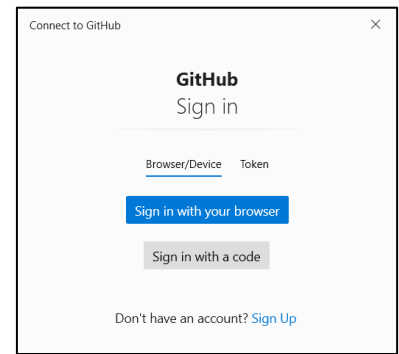 Connect to GitHub
GitHub
Sign in
Browser/Device Token
Sign in with your browser
Sign in with a code
Don't have an account? Sign Up